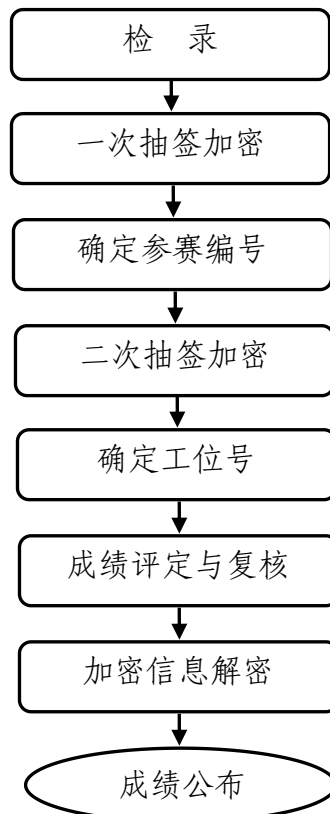 检 录
一次抽签加密
确定参赛编号
二次抽签加密
确定工位号
成绩评定与复核
加密信息解密
成绩公布